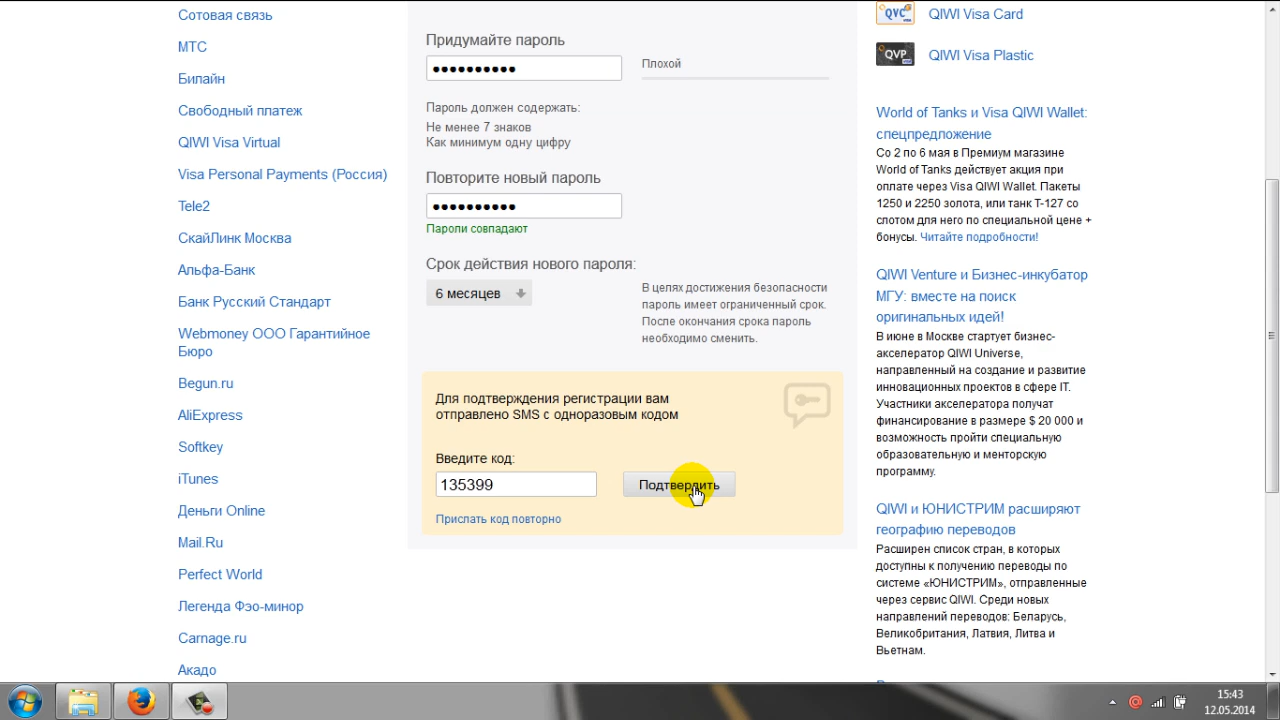 Сотовая связь
МТС
Билайн
Свободный платеж
QIWI Visa Virtual
Visa Personal Payments (Россия)
Tele2
СкайЛинк Москва
Альфа-Банк
Банк Русский Стандарт
Webmoney ООО Гарантийное
Бюро
Begun.ru
AliExpress
Softkey
iTunes
Деньги Online
Mail.Ru
Perfect World
Легенда Фэо-минор
Carnage.ru
Акадо
Придумайте пароль
Плохой
Пароль должен содержать:
Не менее 7 знаков
Как минимум одну цифру
Повторите новый пароль
Пароли совпадают
Срок действия нового пароля:
6 месяцев
В целях достижения безопасности
пароль имеет ограниченный срок.
После окончания срока пароль
необходимо сменить.
Для подтверждения регистрации вам
отправлено SMS с одноразовым кодом
Введите код:
135399
Подтвердить
Прислать код повторно
QVC
QIWI Visa Card
QVP
QIWI Visa Plastic
World of Tanks и Visa QIWI Wallet:
спецпредложение
Со 2 по 6 мая в Премиум магазине
World of Tanks действует акция при
оплате через Visa QIWI Wallet. Пакеты
1250 и 2250 золота, или танк Т-127 со
слотом для него по специальной цене +
бонусы. Читайте подробности!
QIWI Venture и Бизнес-инкубатор
МГУ: вместе на поиск
оригинальных идей!
В июне в Москве стартует бизнес-
акселератор QIWI Universe,
направленный на создание и развитие
инновационных проектов в сфере IT.
Участники акселератора получат
финансирование в размере $ 20 000 и
возможность пройти специальную
образовательную и менторскую
программу.
QIWI и ЮНИСТРИМ расширяют
географию переводов
Расширен список стран, в которых
доступны к получению переводы по
системе «ЮНИСТРИМ», отправленные
через сервис QIWI. Среди новых
направлений переводов: Беларусь,
Великобритания, Латвия, Литва и
Вьетнам.
15:43
12.05.2014